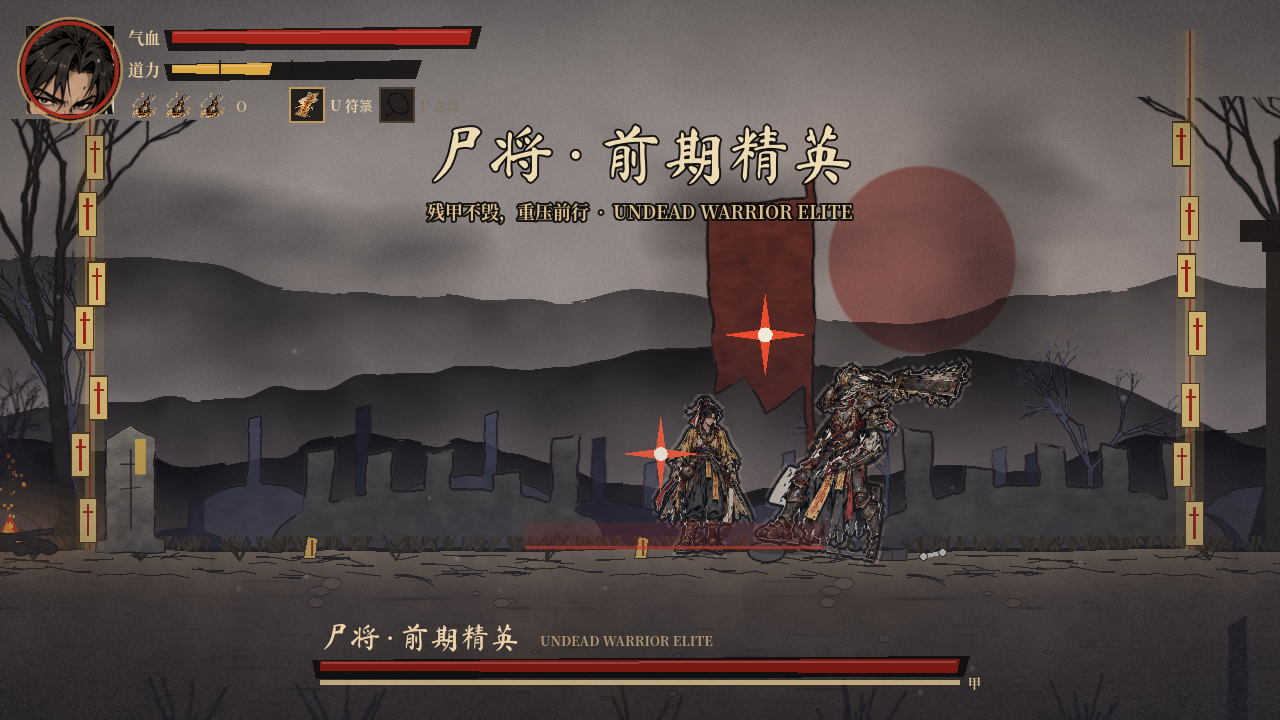 气血
道力
O
U 符箓
尸将·前期精英
残甲不毁，重压前行 · UNDEAD WARRIOR ELITE
尸将·前期精英 UNDEAD WARRIOR ELITE
甲